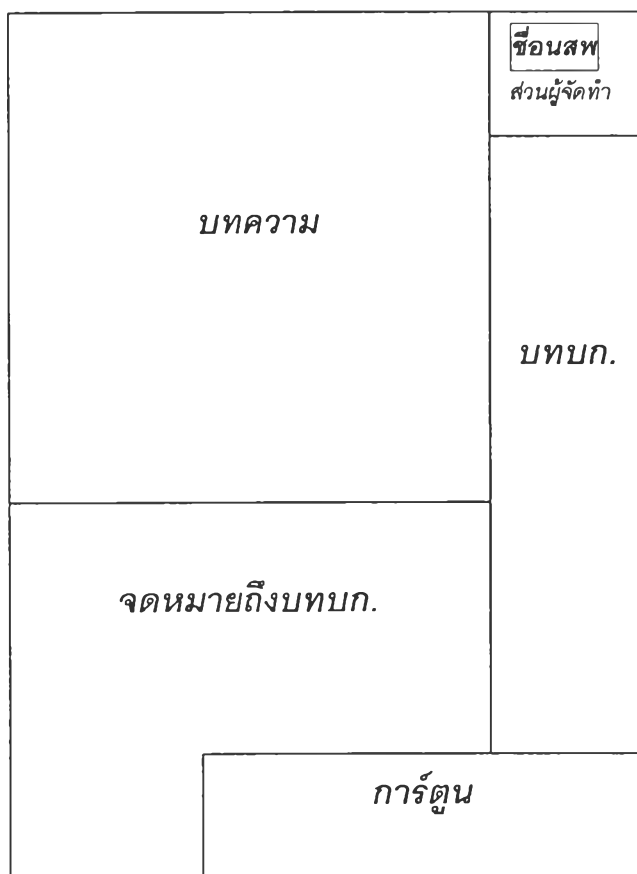 ชื่อนสพ
ส่วนผู้จัดทำ
บทความ
บทบก.
จดหมายถึงบทบก.
การ์ตูน